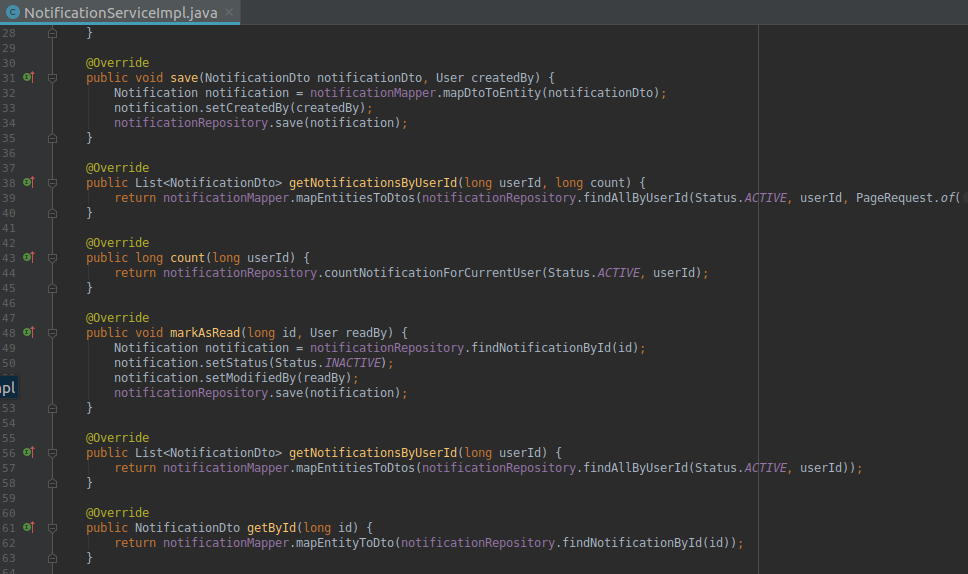 NotificationServiceImpl.java
28 }
29
30 @Override
31 public void save(NotificationDto notificationDto, User createdBy) {
32 Notification notification = notificationMapper.mapDtoToEntity(notificationDto);
33 notification.setCreatedBy(createdBy);
34 notificationRepository.save(notification);
35 }
36
37 @Override
38 public List<NotificationDto> getNotificationsByUserId(long userId, long count) {
39 return notificationMapper.mapEntitiesToDtos(notificationRepository.findAllByUserId(Status.ACTIVE, userId, PageRequest.of(
40 }
41
42 @Override
43 public long count(long userId) {
44 return notificationRepository.countNotificationForCurrentUser(Status.ACTIVE, userId);
45 }
46
47 @Override
48 public void markAsRead(long id, User readBy) {
49 Notification notification = notificationRepository.findNotificationById(id);
50 notification.setStatus(Status.INACTIVE);
notification.setModifiedBy(readBy);
mpl notificationRepository.save(notification);
53 }
54
55 @Override
56 public List<NotificationDto> getNotificationsByUserId(long userId) {
57 return notificationMapper.mapEntitiesToDtos(notificationRepository.findAllByUserId(Status.ACTIVE, userId));
58 }
59
60 @Override
61 public NotificationDto getById(long id) {
62 return notificationMapper.mapEntityToDto(notificationRepository.findNotificationById(id));
63 }
64